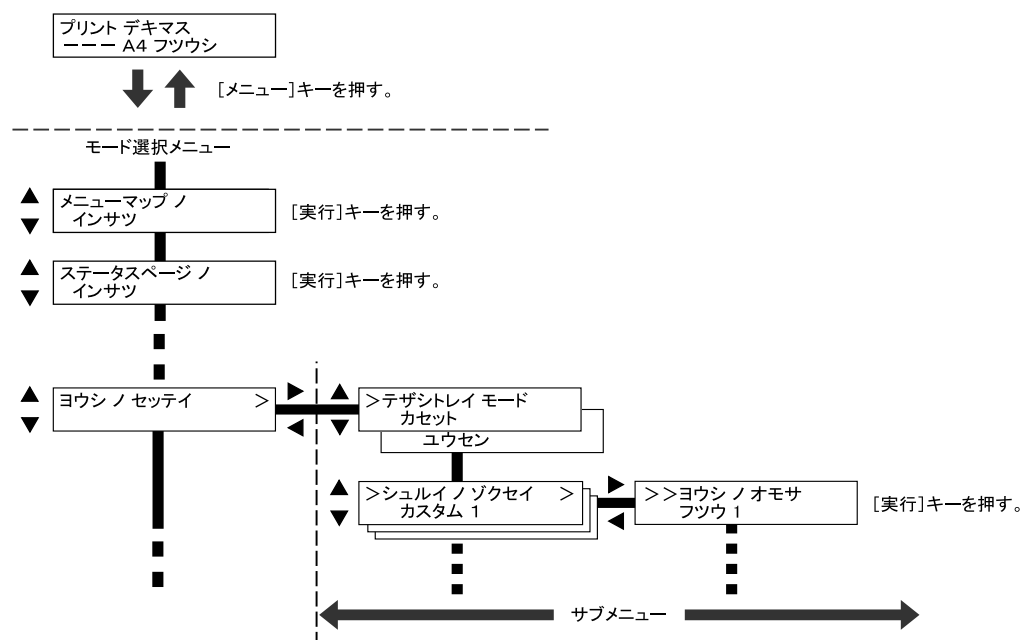 プリント デキマス
－－－ A4 フツウシ
[メニュー]キーを押す。
モード選択メニュー
メニューマップ ノ
インサツ
[実行]キーを押す。
ステータスページ ノ
インサツ
[実行]キーを押す。
ヨウシ ノ セッテイ ＞
＞テザシトレイ モード
カセット
ユウセン
＞シュルイ ノ ゾクセイ ＞
カスタム 1
＞＞ヨウシ ノ オモサ
フツウ 1
[実行]キーを押す。
サブメニュー